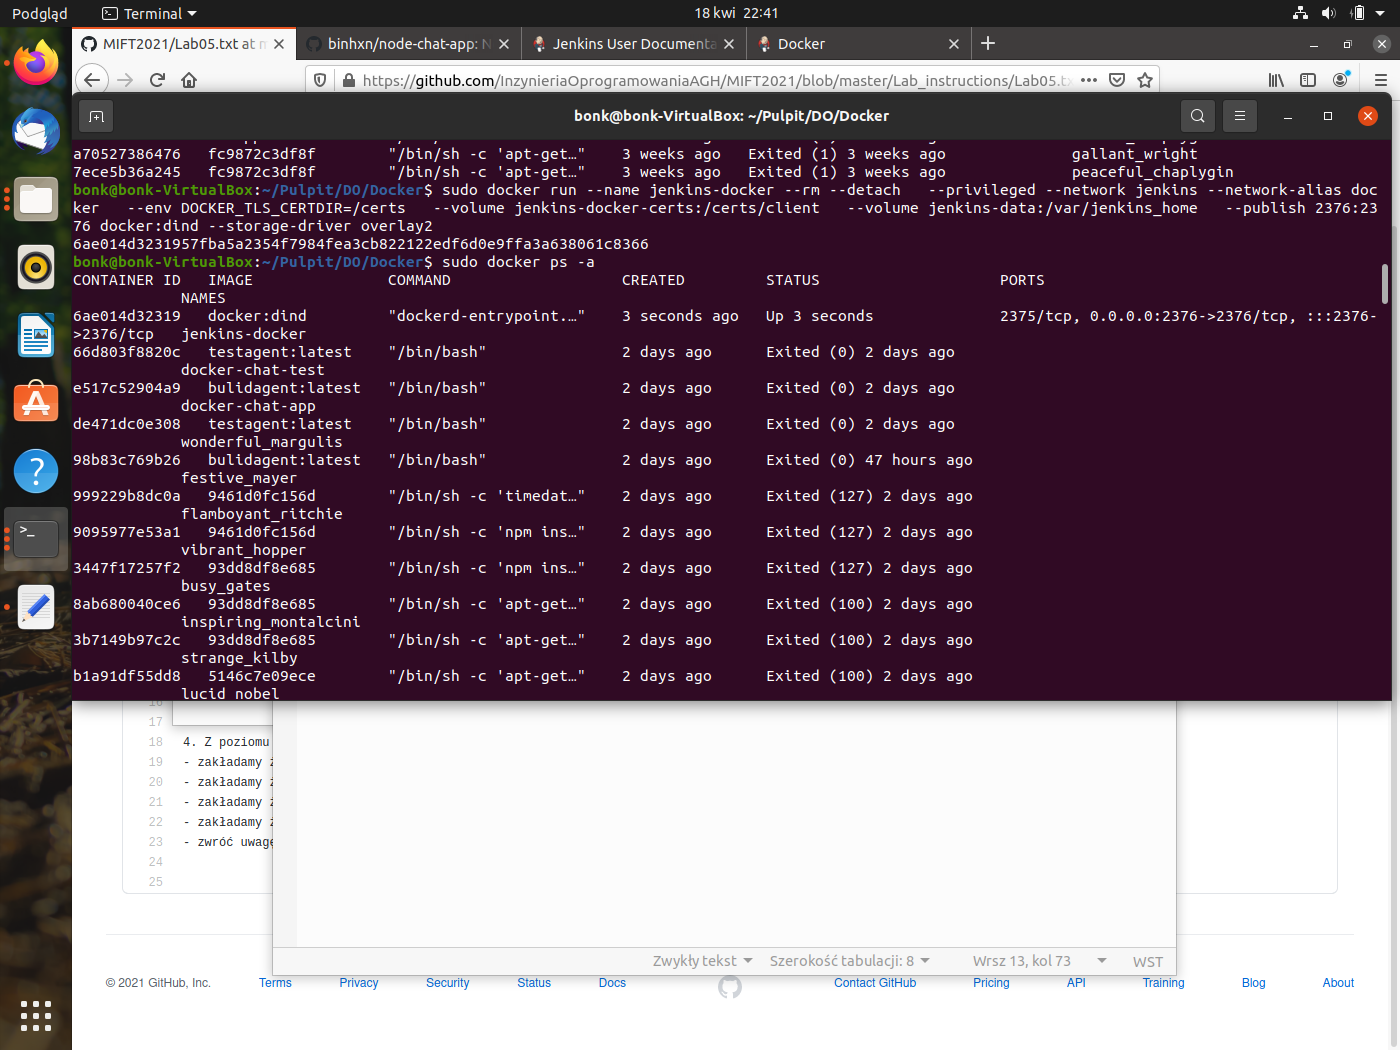 Podgląd Terminal 18 kwi 22:41
MIFT2021/Lab05.txt at binhxn/node-chat-app: Jenkins User Documenta Docker
https://github.com/InzynieriaOprogramowaniaAGH/MIFT2021/blob/master/Lab_instructions/Lab05.tx
bonk@bonk-VirtualBox: ~/Pulpit/DO/Docker
a70527386476 fc9872c3df8f "/bin/sh -c 'apt-get…" 3 weeks ago Exited (1) 3 weeks ago gallant_wright
7ece5b36a245 fc9872c3df8f "/bin/sh -c 'apt-get…" 3 weeks ago Exited (1) 3 weeks ago peaceful_chaplygin
bonk@bonk-VirtualBox:~/Pulpit/DO/Docker$ sudo docker run --name jenkins-docker --rm --detach --privileged --network jenkins --network-alias doc
ker --env DOCKER_TLS_CERTDIR=/certs --volume jenkins-docker-certs:/certs/client --volume jenkins-data:/var/jenkins_home --publish 2376:23
76 docker:dind --storage-driver overlay2
6ae014d3231957fba5a2354f7984fea3cb822122edf6d0e9ffa3a638061c8366
bonk@bonk-VirtualBox:~/Pulpit/DO/Docker$ sudo docker ps -a
CONTAINER ID IMAGE COMMAND CREATED STATUS PORTS
NAMES
6ae014d32319 docker:dind "dockerd-entrypoint.…" 3 seconds ago Up 3 seconds 2375/tcp, 0.0.0.0:2376->2376/tcp, :::2376-
>2376/tcp jenkins-docker
66d803f8820c testagent:latest "/bin/bash" 2 days ago Exited (0) 2 days ago
docker-chat-test
e517c52904a9 bulidagent:latest "/bin/bash" 2 days ago Exited (0) 2 days ago
docker-chat-app
de471dc0e308 testagent:latest "/bin/bash" 2 days ago Exited (0) 2 days ago
wonderful_margulis
98b83c769b26 bulidagent:latest "/bin/bash" 2 days ago Exited (0) 47 hours ago
festive_mayer
999229b8dc0a 9461d0fc156d "/bin/sh -c 'timedat…" 2 days ago Exited (127) 2 days ago
flamboyant_ritchie
9095977e53a1 9461d0fc156d "/bin/sh -c 'npm ins…" 2 days ago Exited (127) 2 days ago
vibrant_hopper
3447f17257f2 93dd8df8e685 "/bin/sh -c 'npm ins…" 2 days ago Exited (127) 2 days ago
busy_gates
8ab680040ce6 93dd8df8e685 "/bin/sh -c 'apt-get…" 2 days ago Exited (100) 2 days ago
inspiring_montalcini
3b7149b97c2c 93dd8df8e685 "/bin/sh -c 'apt-get…" 2 days ago Exited (100) 2 days ago
strange_kilby
b1a91df55dd8 5146c7e09ece "/bin/sh -c 'apt-get…" 2 days ago Exited (100) 2 days ago
lucid_nobel
16
17
18 4. Z poziomu
19 - zakładamy
20 - zakładamy
21 - zakładamy
22 - zakładamy
23 - zwróć uwagę
24
25
Zwykły tekst Szerokość tabulacji: 8 Wrsz 13, kol 73 WST
© 2021 GitHub, Inc. Terms Privacy Security Status Docs Contact GitHub Pricing API Training Blog About